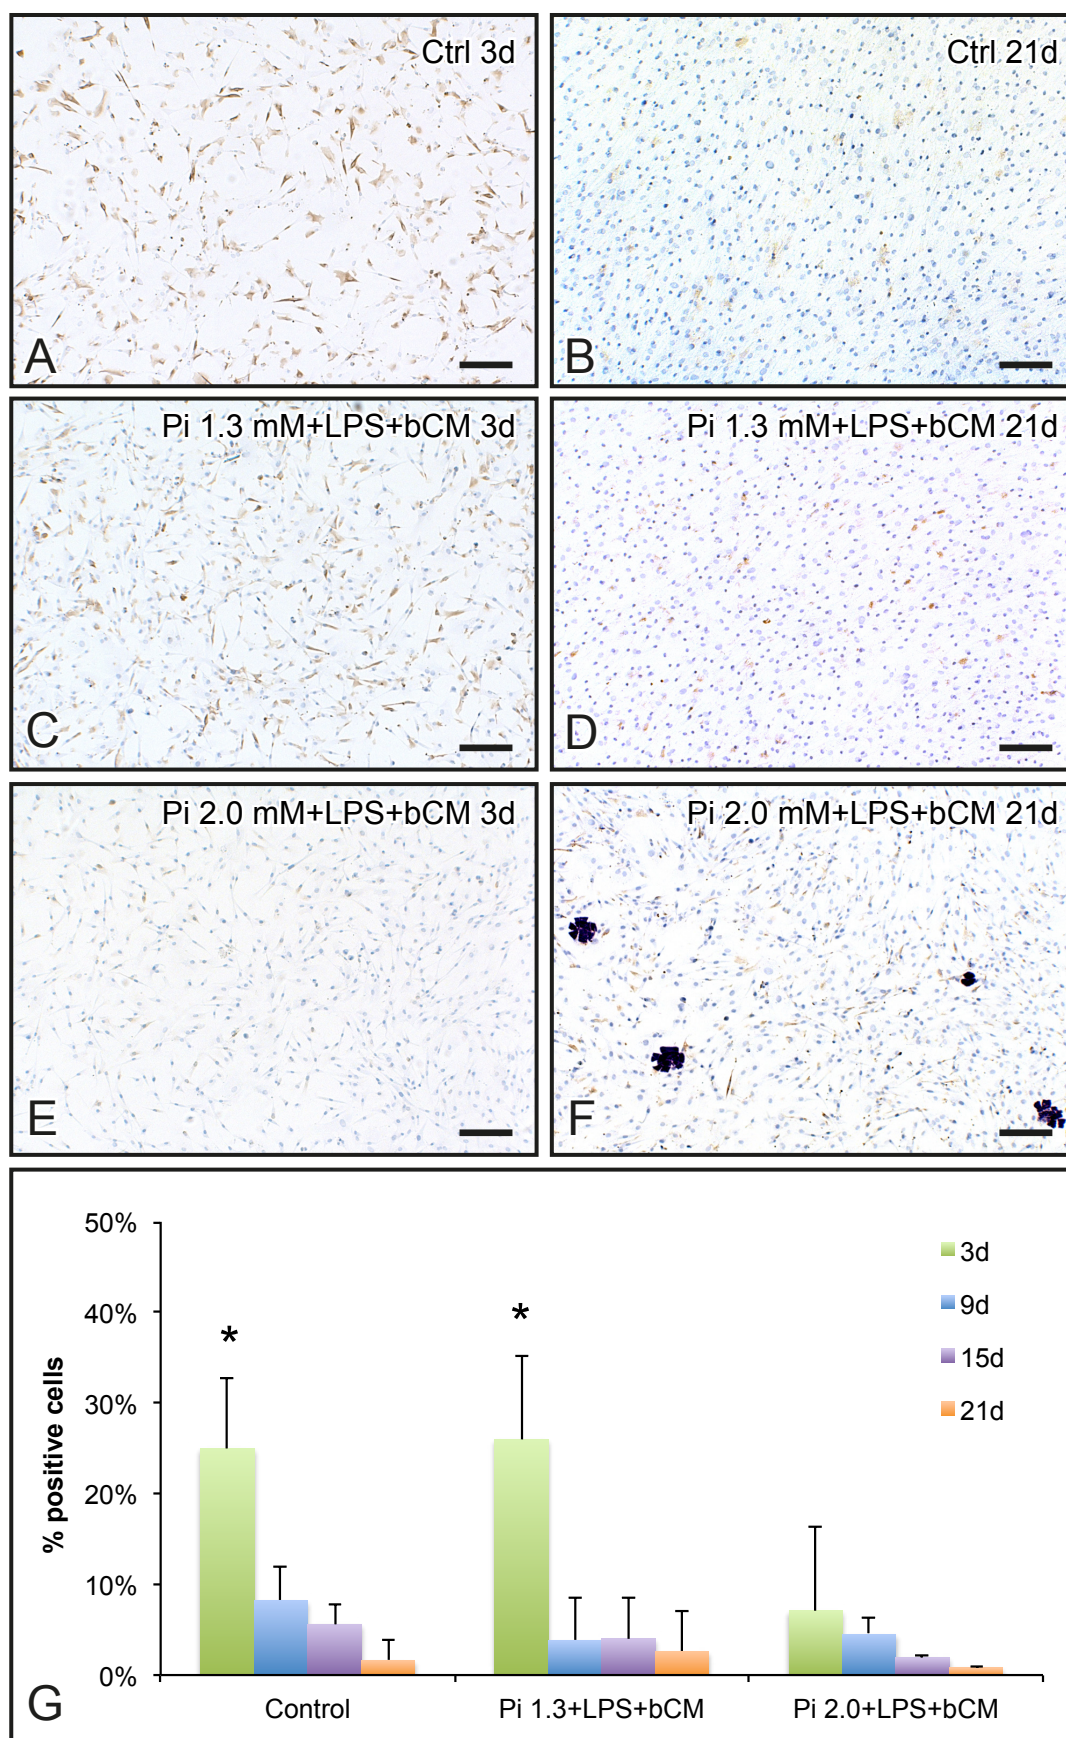 Ctrl 3d
A
Ctrl 21d
B
Pi 1.3 mM+LPS+bCM 3d
C
Pi 1.3 mM+LPS+bCM 21d
D
Pi 2.0 mM+LPS+bCM 3d
E
Pi 2.0 mM+LPS+bCM 21d
F
50%
40%
30%
20%
10%
0%
% positive cells
*
*
3d
9d
15d
21d
Control
Pi 1.3+LPS+bCM
Pi 2.0+LPS+bCM
G